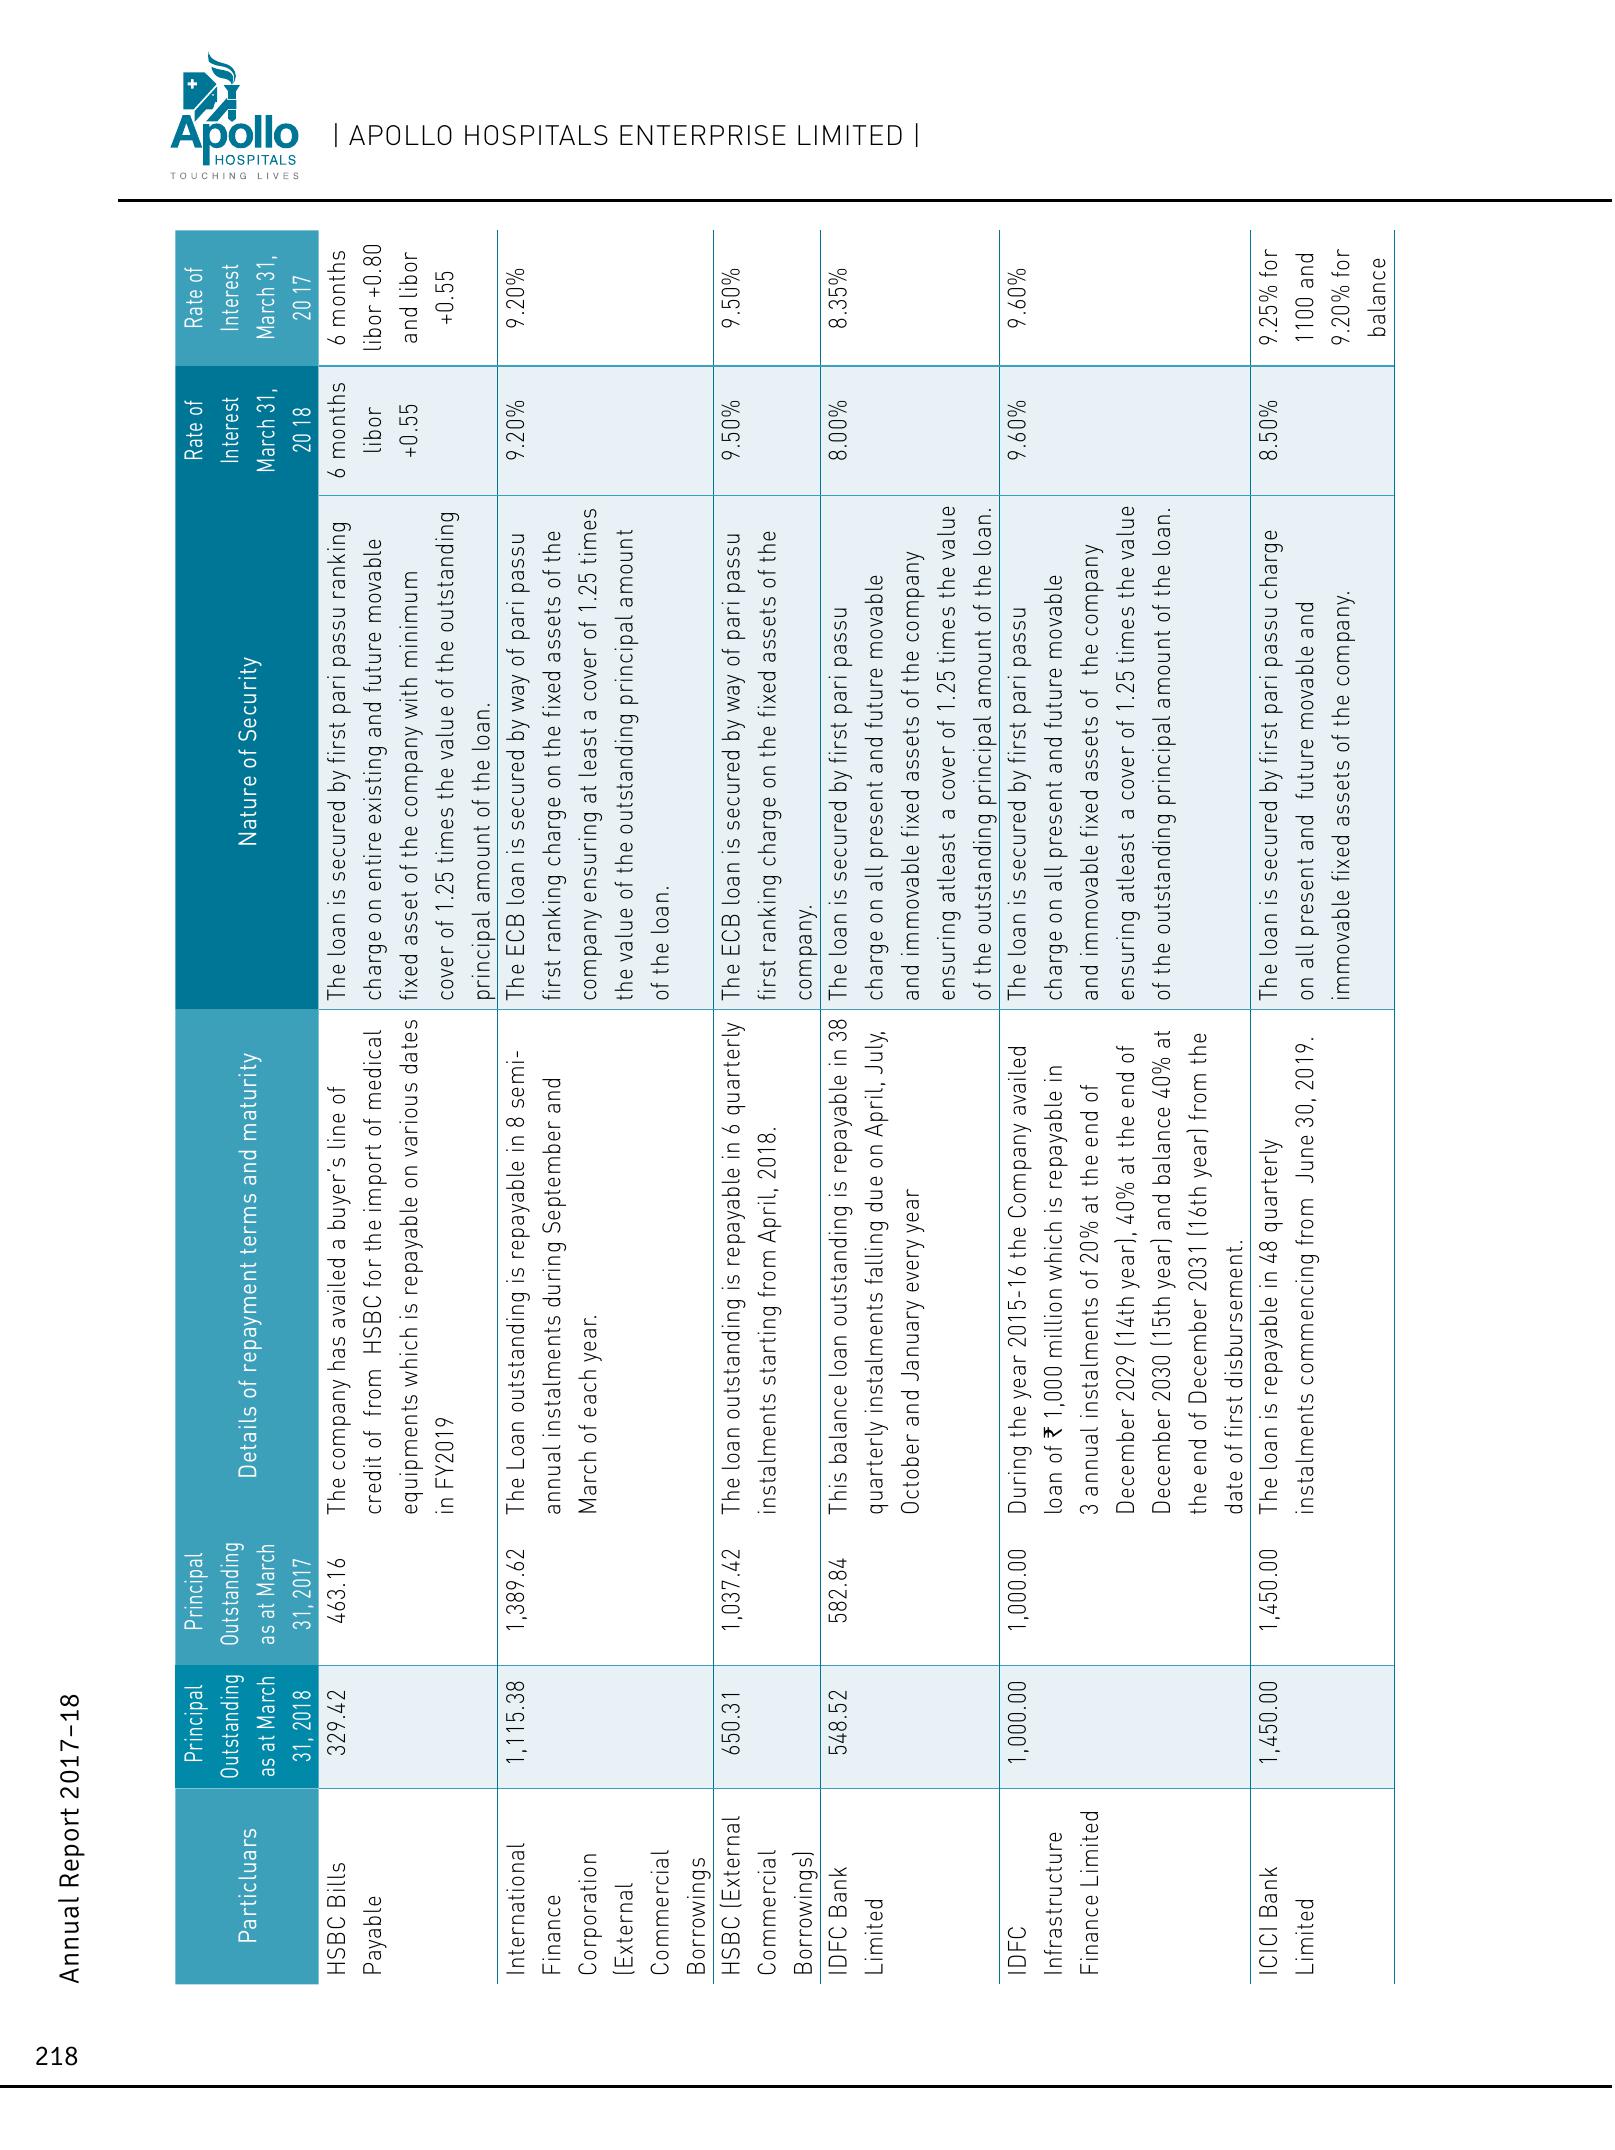 Apollo
HOSPITALS
TOUCHING LIVES
| APOLLO HOSPITALS ENTERPRISE LIMITED |
Annual Report 2017–18
218
Particluars
Principal
Outstanding
as at March
31, 2018
Principal
Outstanding
as at March
31, 2017
Details of repayment terms and maturity
Nature of Security
Rate of
Interest
March 31,
2018
Rate of
Interest
March 31,
2017
HSBC Bills
Payable
329.42
463.16
The company has availed a buyer's line of
credit of from HSBC for the import of medical
equipments which is repayable on various dates
in FY2019
The loan is secured by first pari passu ranking
charge on entire existing and future movable
fixed asset of the company with minimum
cover of 1.25 times the value of the outstanding
principal amount of the loan.
6 months
libor
+0.55
6 months
libor +0.80
and libor
+0.55
International
Finance
Corporation
(External
Commercial
Borrowings
1,115.38
1,389.62
The Loan outstanding is repayable in 8 semi-
annual instalments during September and
March of each year.
The ECB loan is secured by way of pari passu
first ranking charge on the fixed assets of the
company ensuring at least a cover of 1.25 times
the value of the outstanding principal amount
of the loan.
9.20%
9.20%
HSBC (External
Commercial
Borrowings)
650.31
1,037.42
The loan outstanding is repayable in 6 quarterly
instalments starting from April, 2018.
The ECB loan is secured by way of pari passu
first ranking charge on the fixed assets of the
company.
9.50%
9.50%
IDFC Bank
Limited
548.52
582.84
This balance loan outstanding is repayable in 38
quarterly instalments falling due on April, July,
October and January every year
The loan is secured by first pari passu
charge on all present and future movable
and immovable fixed assets of the company
ensuring atleast a cover of 1.25 times the value
of the outstanding principal amount of the loan.
8.00%
8.35%
IDFC
Infrastructure
Finance Limited
1,000.00
1,000.00
During the year 2015-16 the Company availed
loan of ₹ 1,000 million which is repayable in
3 annual instalments of 20% at the end of
December 2029 (14th year), 40% at the end of
December 2030 (15th year) and balance 40% at
the end of December 2031 (16th year) from the
date of first disbursement.
The loan is secured by first pari passu
charge on all present and future movable
and immovable fixed assets of the company
ensuring atleast a cover of 1.25 times the value
of the outstanding principal amount of the loan.
9.60%
9.60%
ICICI Bank
Limited
1,450.00
1,450.00
The loan is repayable in 48 quarterly
instalments commencing from June 30, 2019.
The loan is secured by first pari passu charge
on all present and future movable and
immovable fixed assets of the company.
8.50%
9.25% for
1100 and
9.20% for
balance